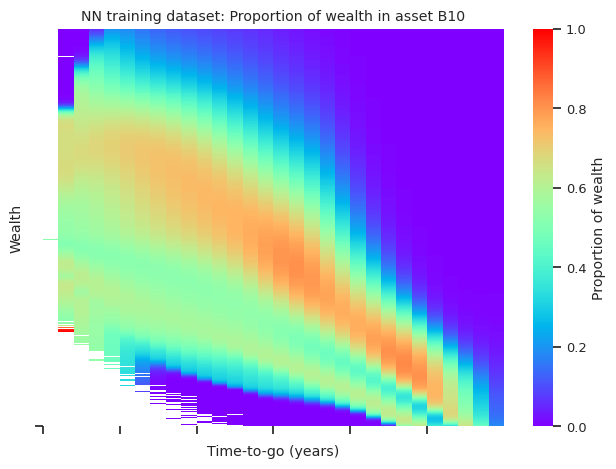 NN training dataset: Proportion of wealth in asset B10
Wealth
Time-to-go (years)
1.0
0.8
0.6
0.4
0.2
0.0
Proportion of wealth